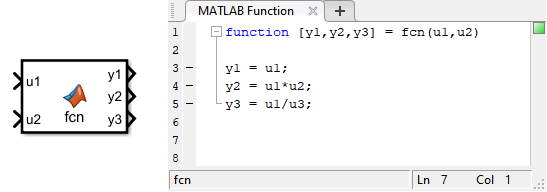 u1
u2
fcn
y1
y2
y3
MATLAB Function × +
1 function [y1,y2,y3] = fcn(u1,u2)
2
3 – y1 = u1;
4 – y2 = u1*u2;
5 – y3 = u1/u3;
6
7
8
fcn Ln 7 Col 1